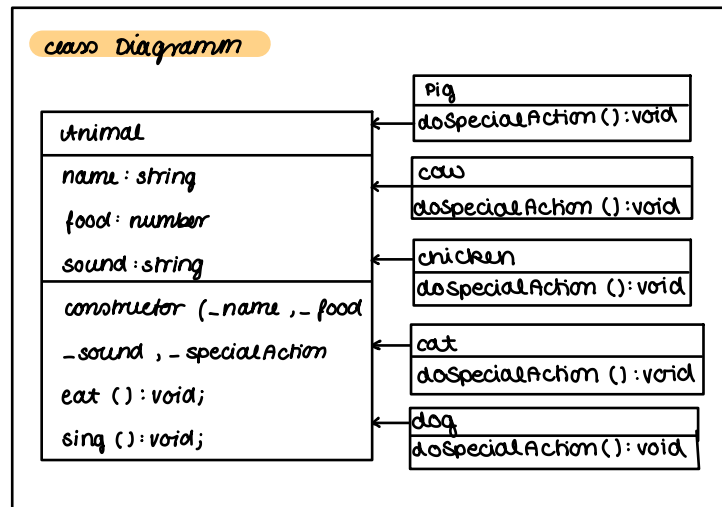 class Diagramm
Animal
name : string
food : number
sound : string
constructor (_name , _food
_sound , _specialAction
eat () : void;
sing () : void;
Pig
doSpecialAction () : void
cow
doSpecialAction () : void
chicken
doSpecialAction () : void
cat
doSpecialAction () : void
dog
doSpecialAction () : void